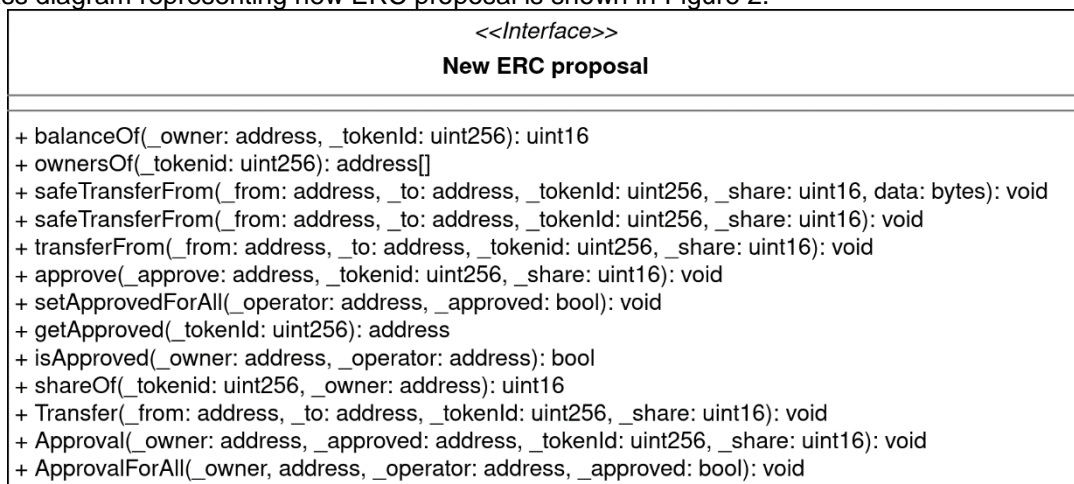 ss diagram representing new ERC proposal is shown in Figure 2.
<<Interface>>
New ERC proposal
+ balanceOf(_owner: address, _tokenId: uint256): uint16
+ ownersOf(_tokenid: uint256): address[]
+ safeTransferFrom(_from: address, _to: address, _tokenId: uint256, _share: uint16, data: bytes): void
+ safeTransferFrom(_from: address, _to: address, _tokenId: uint256, _share: uint16): void
+ transferFrom(_from: address, _to: address, _tokenid: uint256, _share: uint16): void
+ approve(_approve: address, _tokenid: uint256, _share: uint16): void
+ setApprovedForAll(_operator: address, _approved: bool): void
+ getApproved(_tokenId: uint256): address
+ isApproved(_owner: address, _operator: address): bool
+ shareOf(_tokenid: uint256, _owner: address): uint16
+ Transfer(_from: address, _to: address, _tokenId: uint256, _share: uint16): void
+ Approval(_owner: address, _approved: address, _tokenId: uint256, _share: uint16): void
+ ApprovalForAll(_owner, address, _operator: address, _approved: bool): void